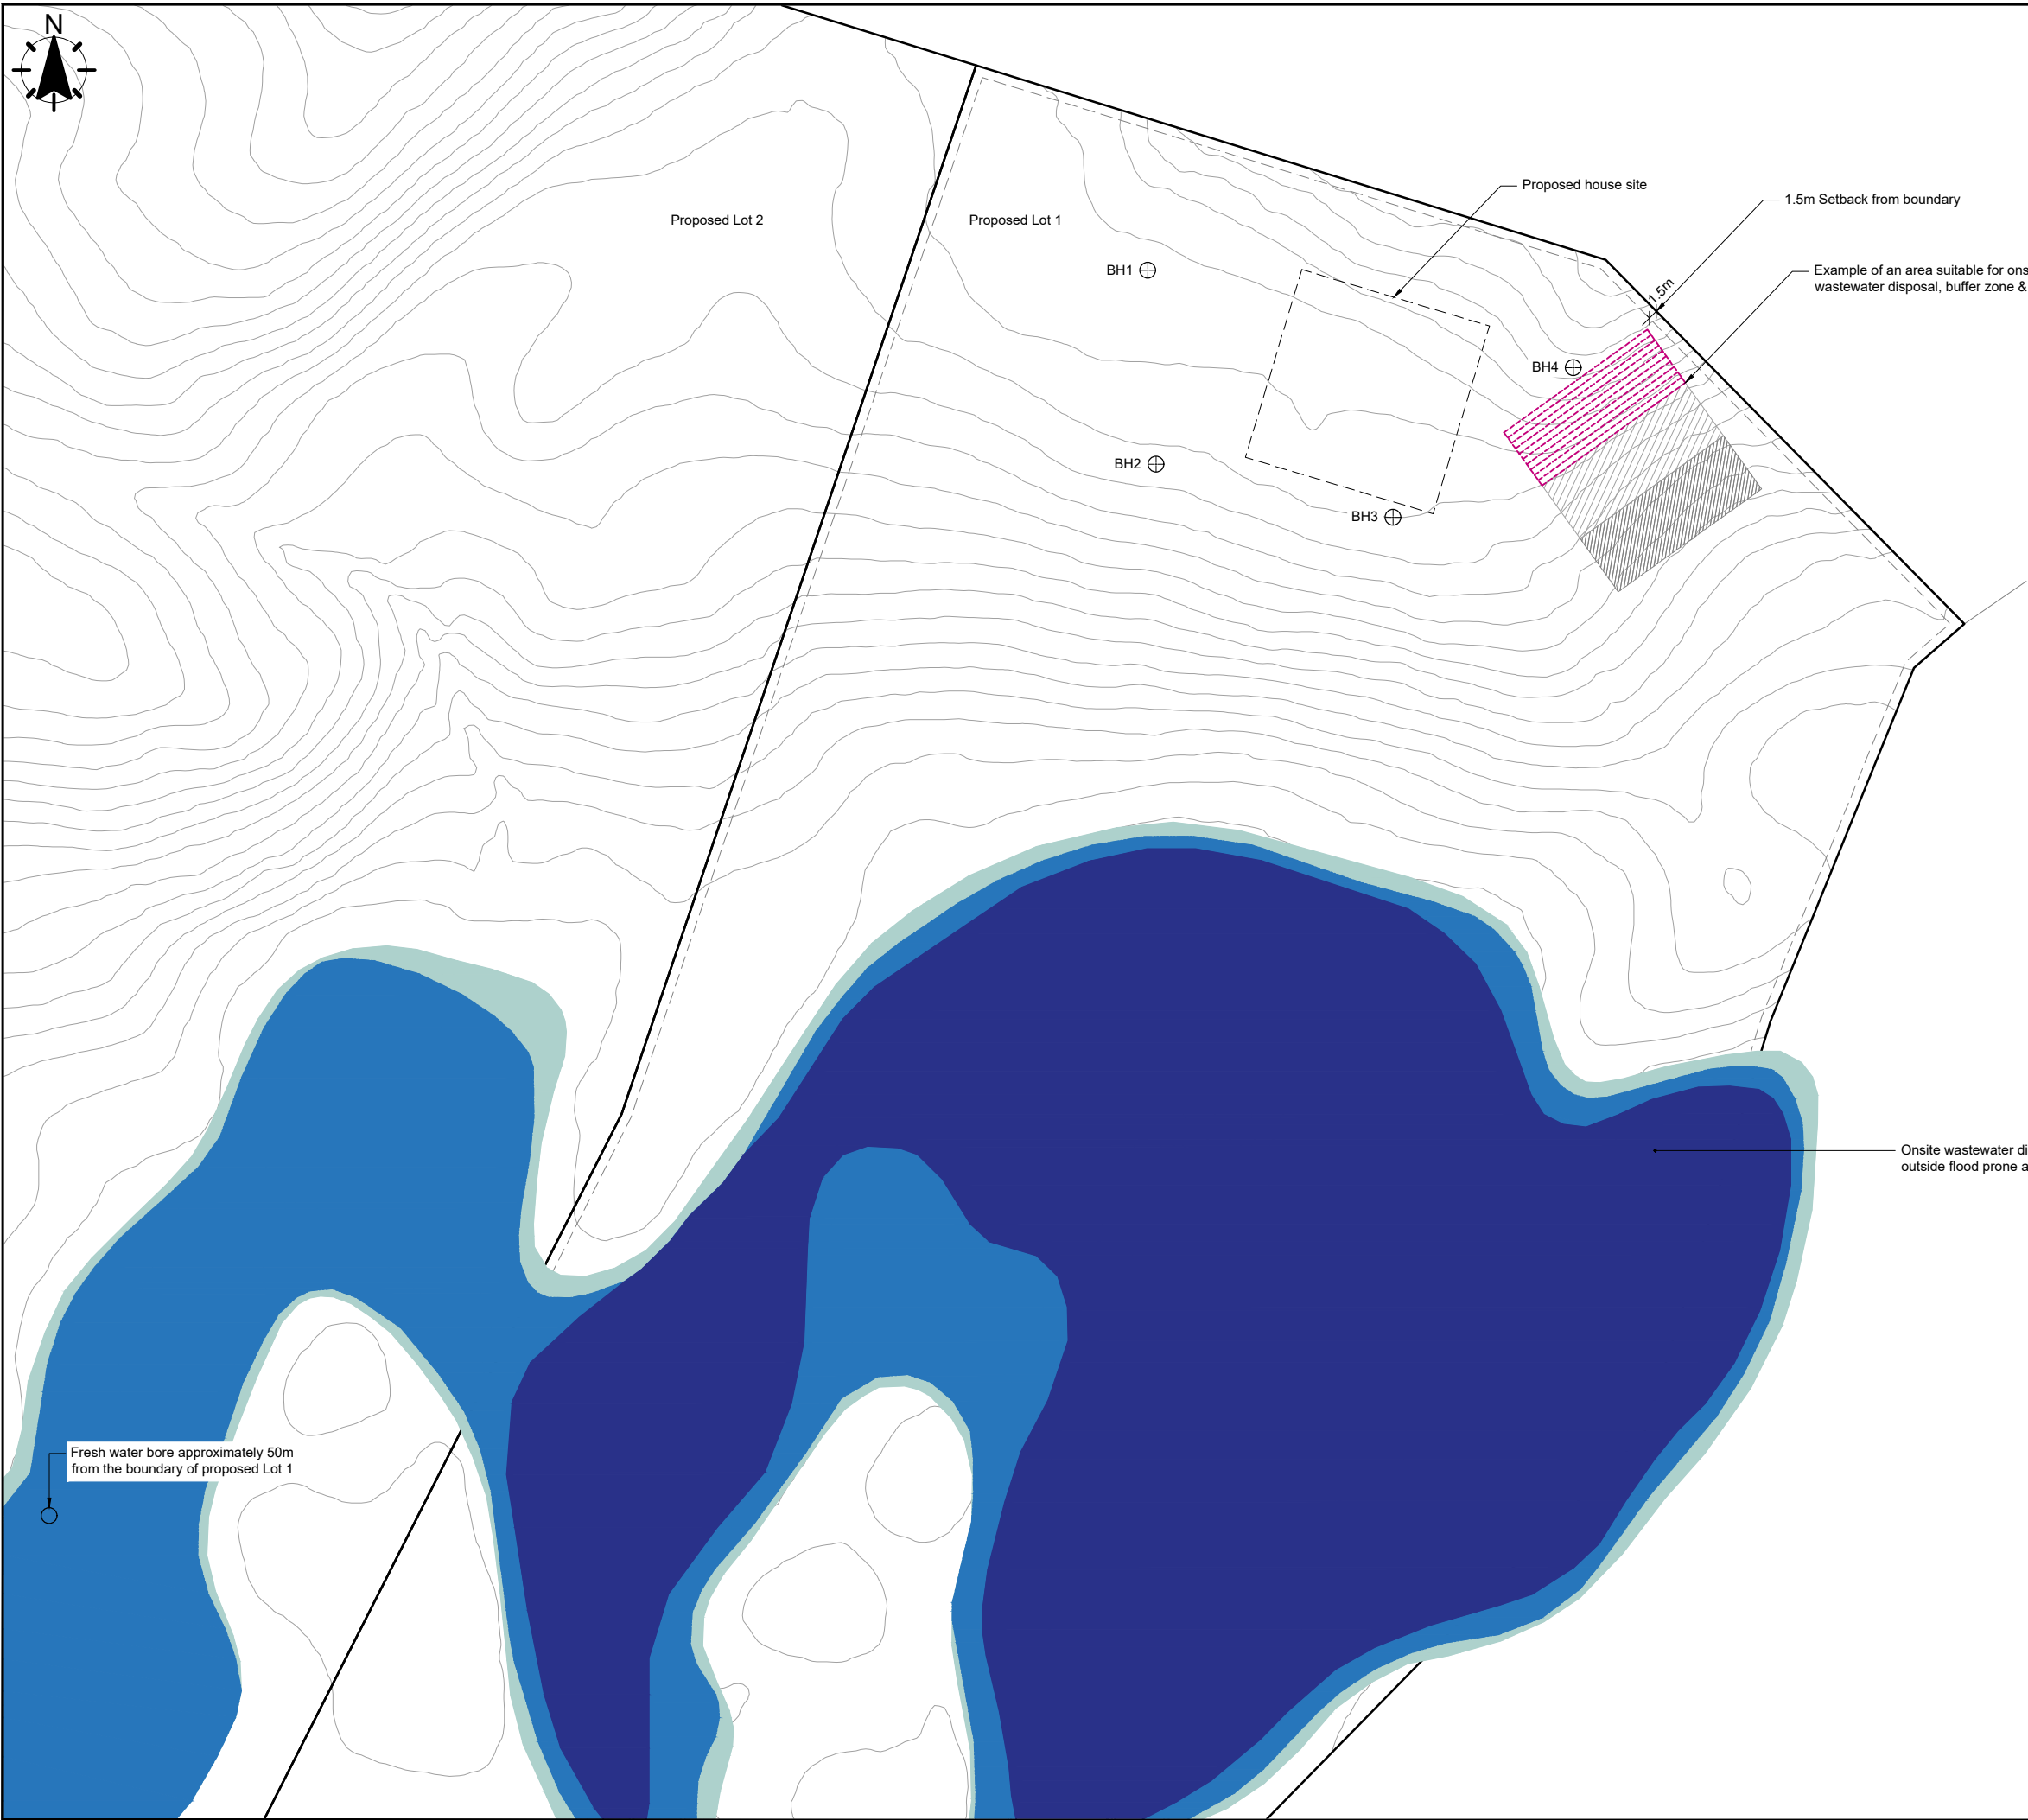 N
Proposed house site
1.5m Setback from boundary
Proposed Lot 2
Proposed Lot 1
BH1
Example of an area suitable for ons
wastewater disposal, buffer zone &
1.5m
BH4
BH2
BH3
Onsite wastewater di
outside flood prone a
Fresh water bore approximately 50m
from the boundary of proposed Lot 1